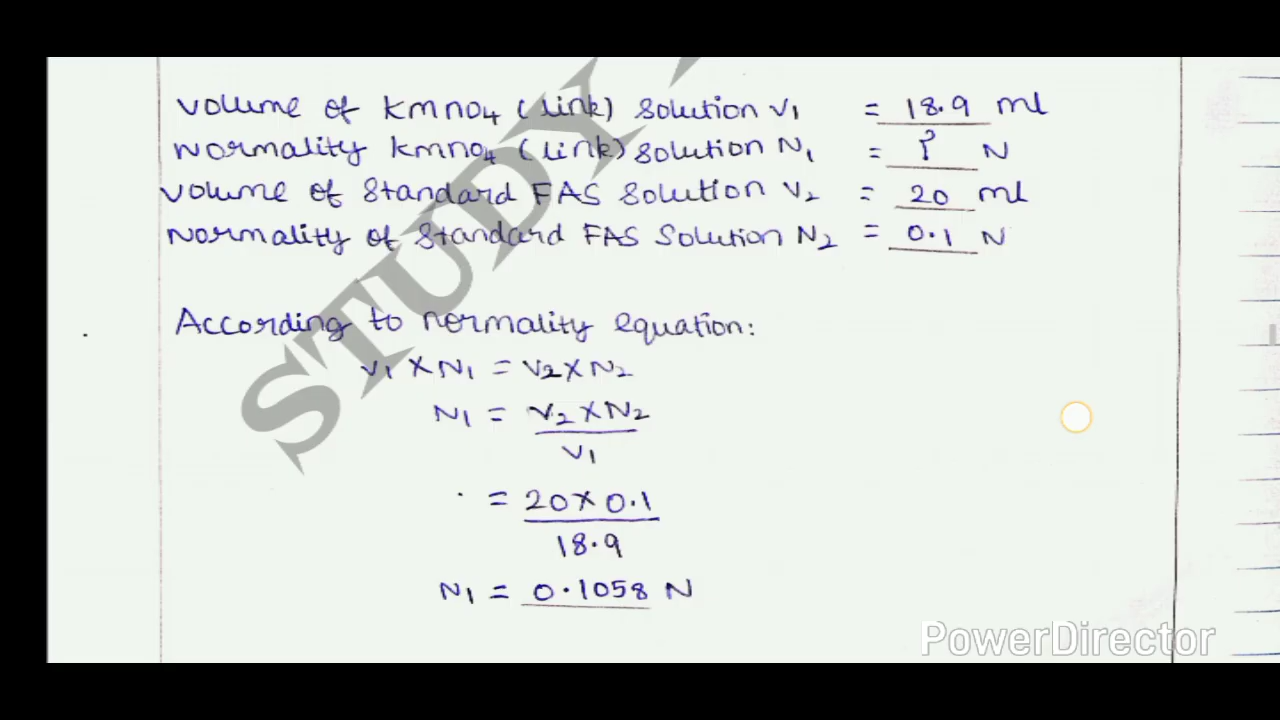 Volume of kmno4 (link) solution V1 = 18.9 ml
Normality kmno4 (link) solution N1 = ? N
Volume of Standard FAS Solution V2 = 20 ml
Normality of Standard FAS Solution N2 = 0.1 N
According to normality equation:
V1 X N1 = V2 X N2
N1 = V2 X N2
V1
= 20 X 0.1
18.9
N1 = 0.1058 N
STUDY
PowerDirector